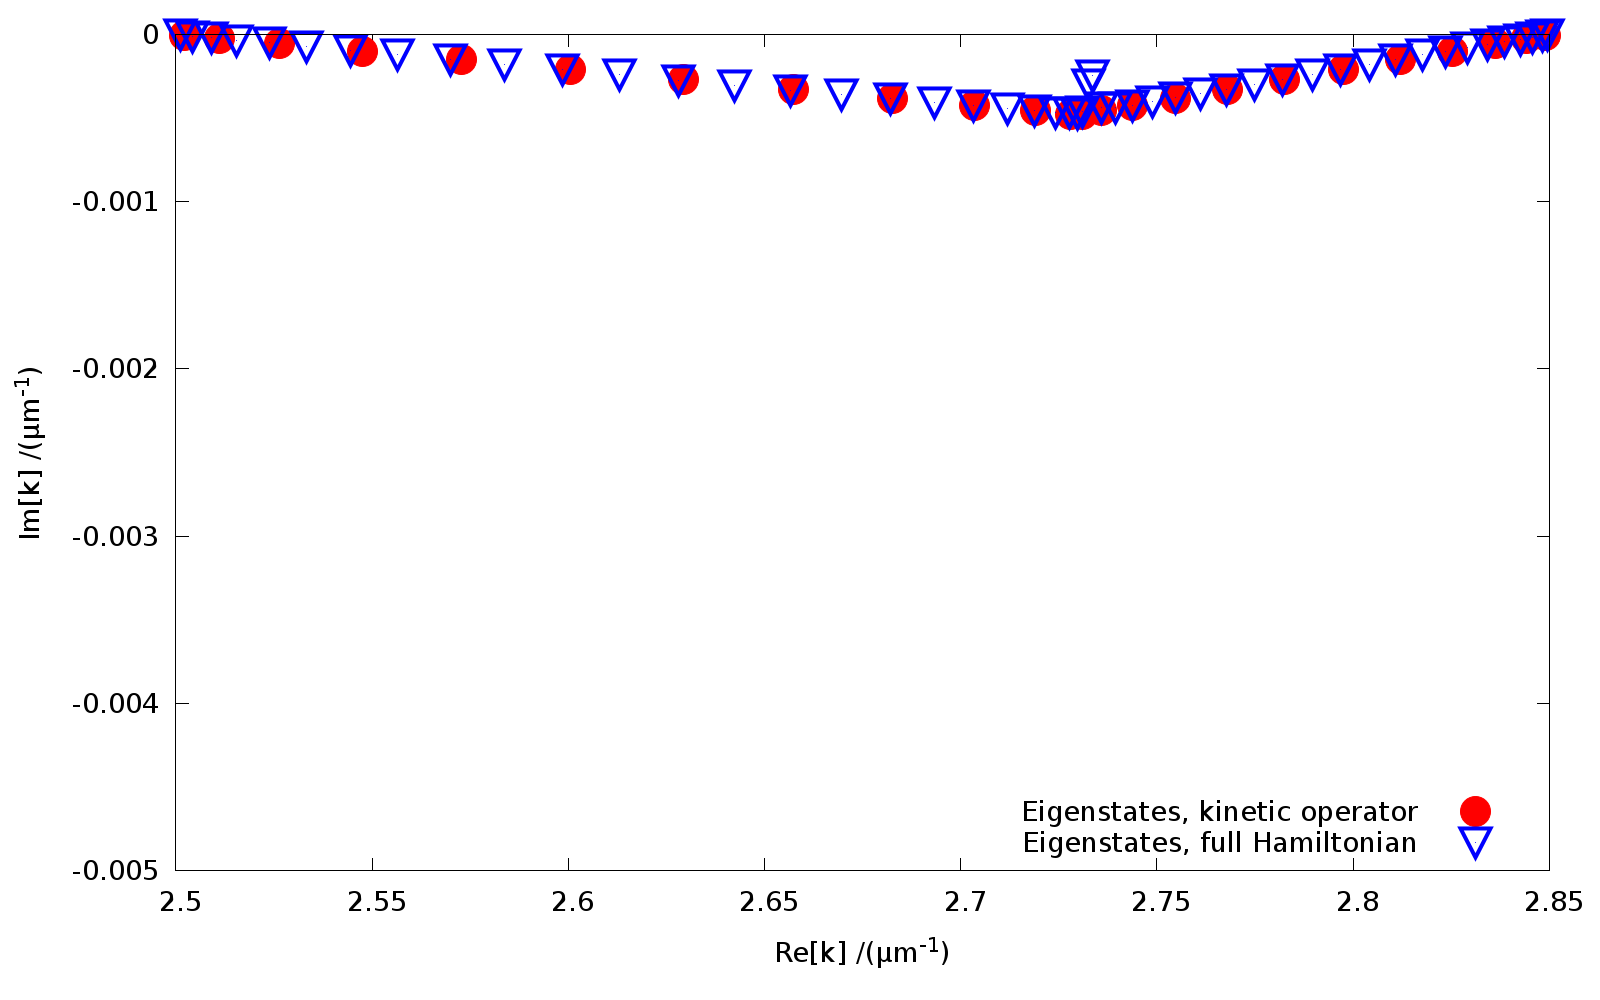 0
-0.001
-0.002
-0.003
-0.004
-0.005
2.5 2.55 2.6 2.65 2.7 2.75 2.8 2.85
Im[k] /(μm⁻¹)
Re[k] /(μm⁻¹)
Eigenstates, kinetic operator
Eigenstates, full Hamiltonian